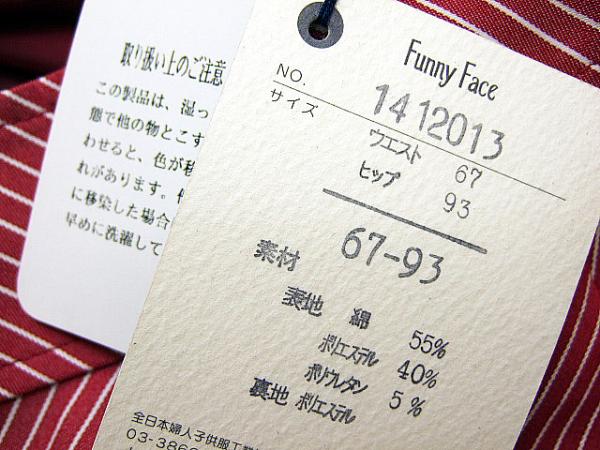 取り扱い上のご注意
この製品は、湿っ
態で他の物とこす
わせると、色が移
れがあります。
に移染した場合
早めに洗濯して
Funny Face
NO. 1412013
サイズ
ウエスト 67
ヒップ 93
67-93
素材
表地 綿 55%
ポリエステル 40%
ポリウレタン 5%
裏地 ポリエステル
全日本婦人子供服工業
03-386